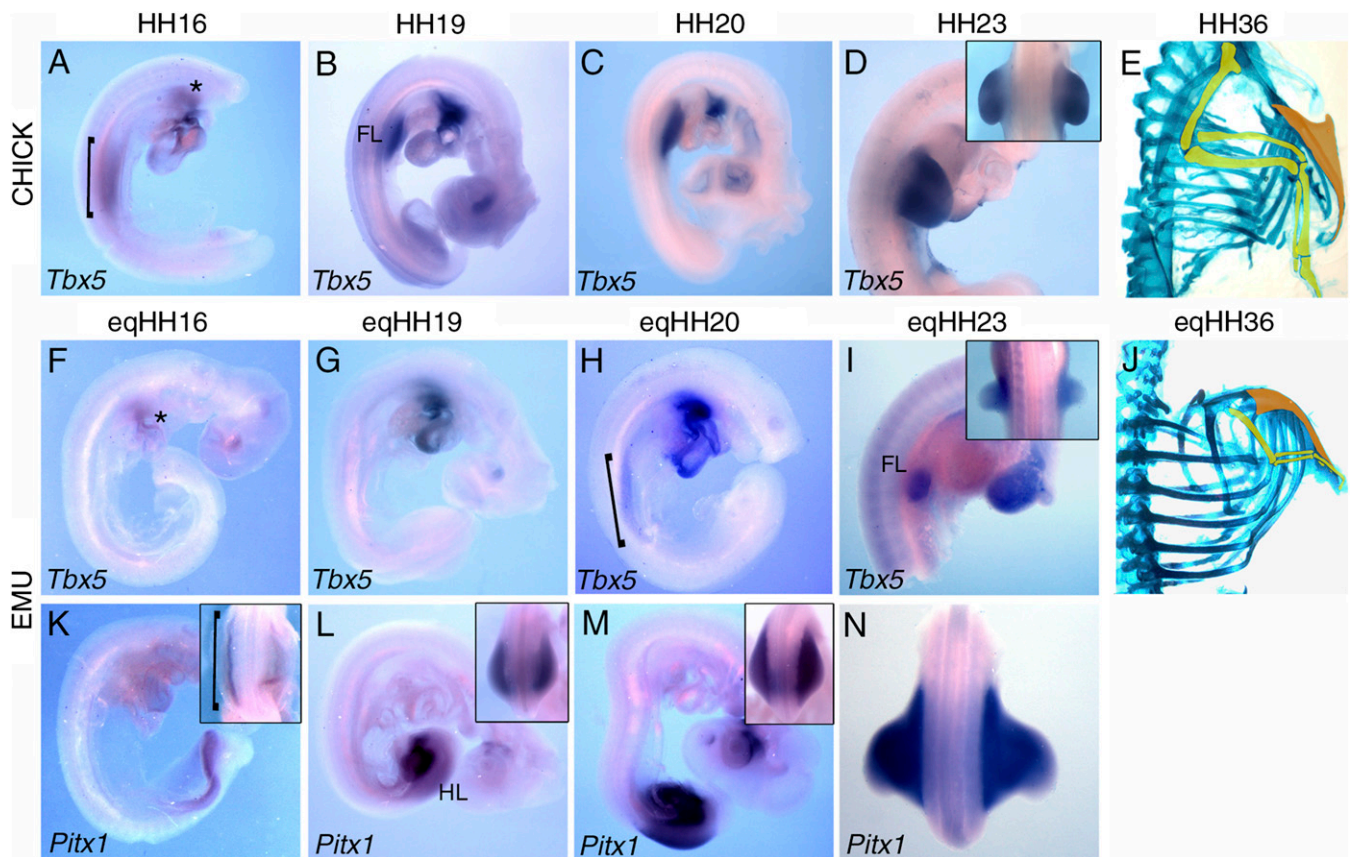 HH16 HH19 HH20 HH23 HH36
CHICK
A * Tbx5
B FL Tbx5
C Tbx5
D Tbx5
E
eqHH16 eqHH19 eqHH20 eqHH23 eqHH36
EMU
F * Tbx5
G Tbx5
H Tbx5
I FL Tbx5
J
K Pitx1
L HL Pitx1
M Pitx1
N Pitx1